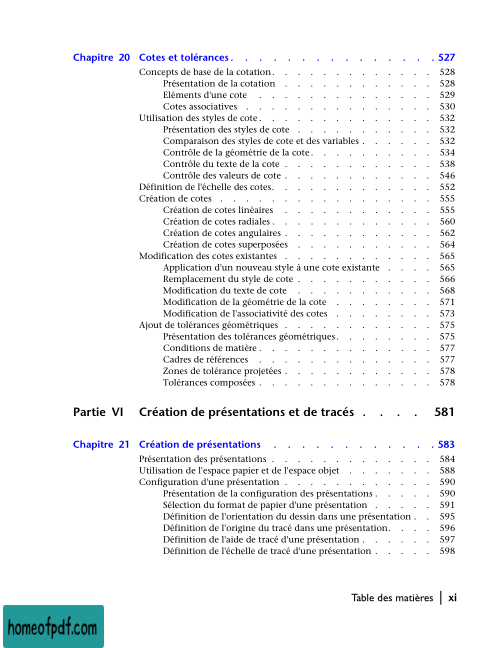 Chapitre 20 Cotes et tolérances . . . . . . . . . . . . . . . 527
Concepts de base de la cotation . . . . . . . . . . . . . 528
Présentation de la cotation . . . . . . . . . . . . 528
Eléments d'une cote . . . . . . . . . . . . . . 529
Cotes associatives . . . . . . . . . . . . . . . 530
Utilisation des styles de cote . . . . . . . . . . . . . . 532
Présentation des styles de cote . . . . . . . . . . . 532
Comparaison des styles de cote et des variables . . . . . . 532
Contrôle de la géométrie de la cote . . . . . . . . . . 534
Contrôle du texte de la cote . . . . . . . . . . . . 538
Contrôle des valeurs de cote . . . . . . . . . . . . 546
Définition de l'échelle des cotes . . . . . . . . . . . . . 552
Création de cotes . . . . . . . . . . . . . . . . . 555
Création de cotes linéaires . . . . . . . . . . . . 555
Création de cotes radiales . . . . . . . . . . . . . 560
Création de cotes angulaires . . . . . . . . . . . . 562
Création de cotes superposées . . . . . . . . . . . 564
Modification des cotes existantes . . . . . . . . . . . . 565
Application d'un nouveau style à une cote existante . . . . 565
Remplacement du style de cote . . . . . . . . . . . 566
Modification du texte de cote . . . . . . . . . . . 568
Modification de la géométrie de la cote . . . . . . . . 571
Modification de l'associativité des cotes . . . . . . . . 573
Ajout de tolérances géométriques . . . . . . . . . . . . 575
Présentation des tolérances géométriques . . . . . . . . 575
Conditions de matière . . . . . . . . . . . . . . 577
Cadres de références . . . . . . . . . . . . . . 577
Zones de tolérance projetées . . . . . . . . . . . . 578
Tolérances composées . . . . . . . . . . . . . . 578
Partie VI Création de présentations et de tracés . . . . 581
Chapitre 21 Création de présentations . . . . . . . . . . . . 583
Présentation des présentations . . . . . . . . . . . . . 584
Utilisation de l'espace papier et de l'espace objet . . . . . . . 588
Configuration d'une présentation . . . . . . . . . . . . 590
Présentation de la configuration des présentations . . . . . 590
Sélection du format de papier d'une présentation . . . . . 591
Définition de l'orientation du dessin dans une présentation . . 595
Définition de l'origine du tracé dans une présentation . . . . 596
Définition de l'aide de tracé d'une présentation . . . . . . 597
Définition de l'échelle de tracé d'une présentation . . . . . 598
Table des matières | xi
homeofpdf.com